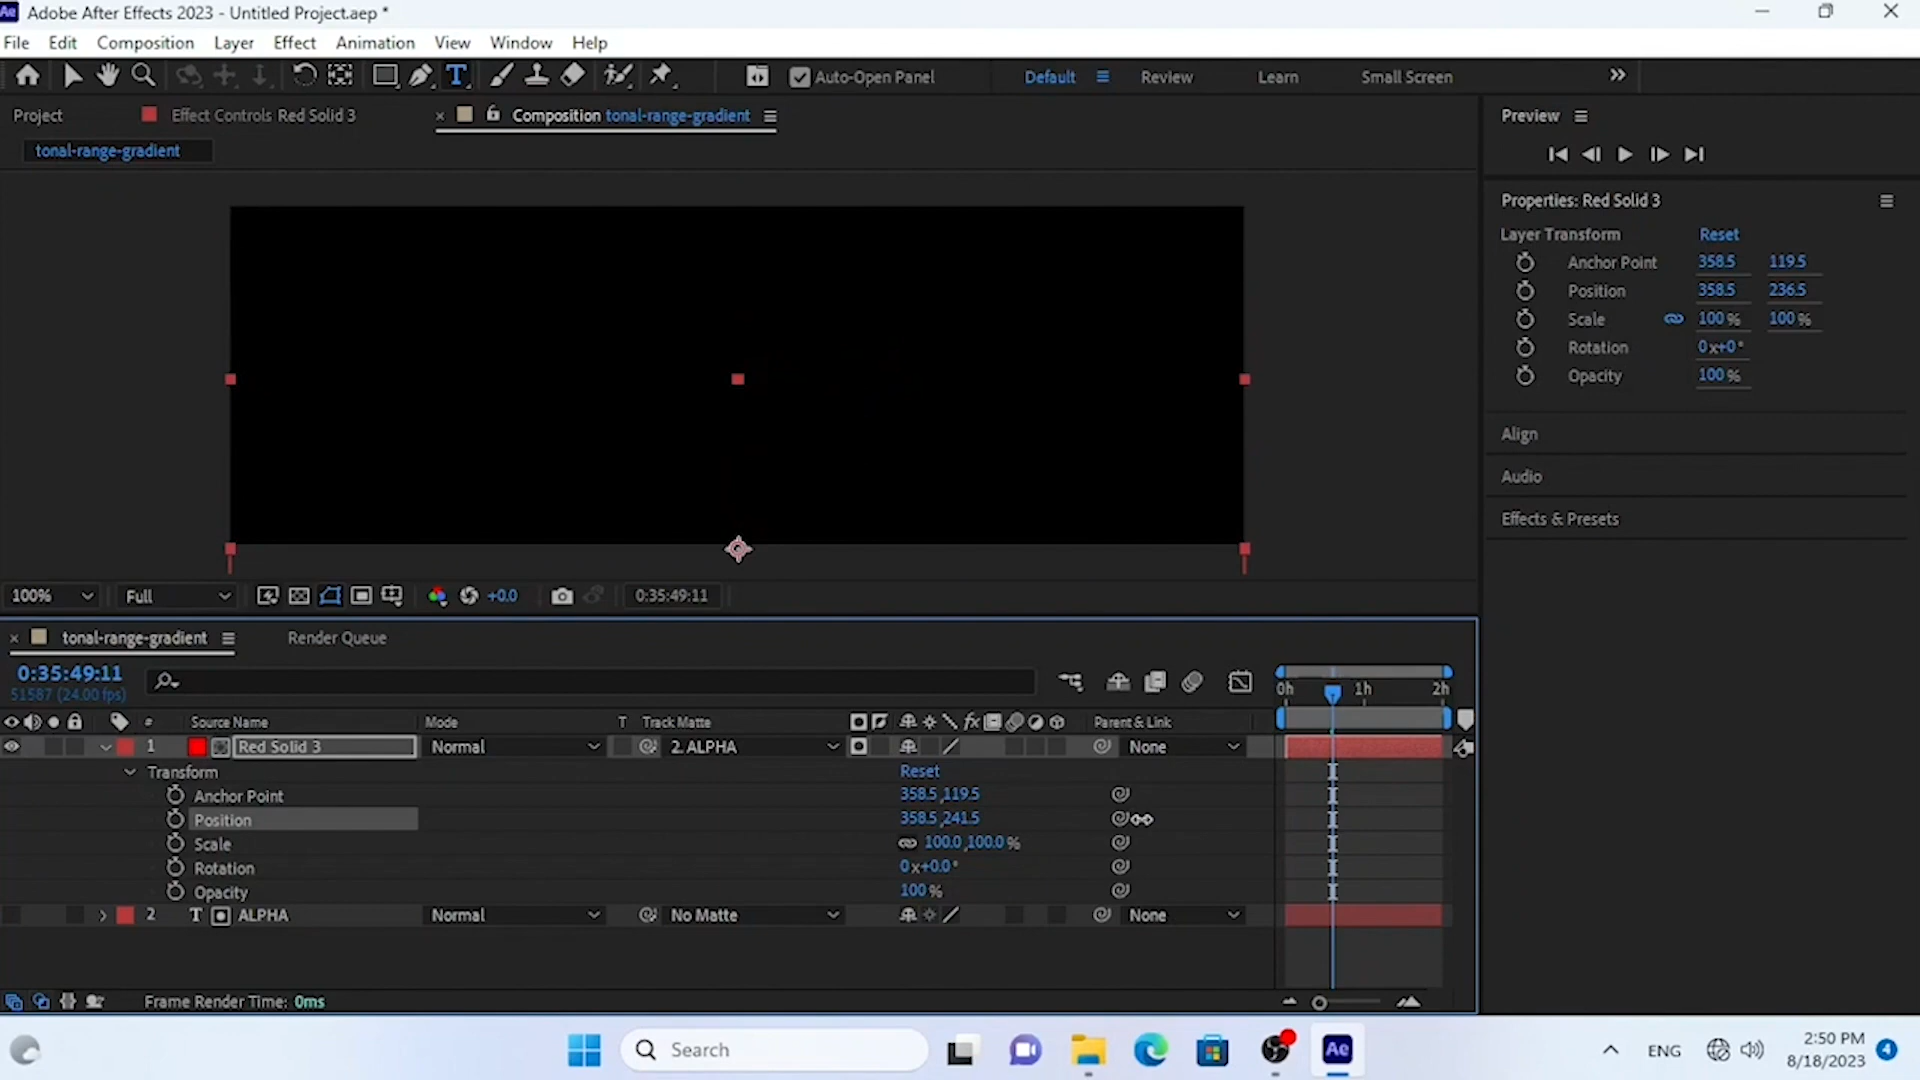 Ae Adobe After Effects 2023 - Untitled Project.aep *
File Edit Composition Layer Effect Animation View Window Help
T Auto-Open Panel Default Review Learn Small Screen
Project Effect Controls Red Solid 3 × Composition tonal-range-gradient
tonal-range-gradient
Preview
Properties: Red Solid 3
Layer Transform Reset
Anchor Point 358.5 119.5
Position 358.5 236.5
Scale 100 % 100 %
Rotation 0x+0°
Opacity 100 %
Align
Audio
Effects & Presets
100% Full +0.0 0:35:49:11
× tonal-range-gradient Render Queue
0:35:49:11
51587 (24.00 fps)
0h 1h 2h
# Source Name Mode T Track Matte fx Parent & Link
1 Red Solid 3 Normal 2. ALPHA None
Transform Reset
Anchor Point 358.5,119.5
Position 358.5,241.5
Scale 100.0,100.0 %
Rotation 0x+0.0°
Opacity 100 %
2 T ALPHA Normal No Matte None
Frame Render Time: 0ms
Search Ae ENG 2:50 PM
8/18/2023 4